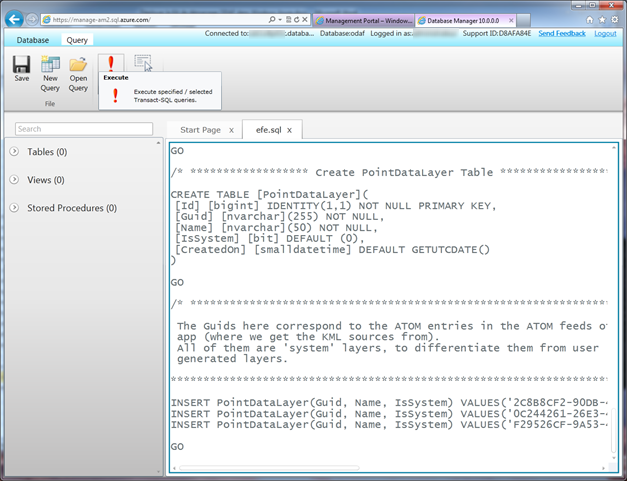 https://manage-am2.sql.azure.com/
Management Portal – Window...
Database Manager 10.0.0.0
Database
Query
Connected to:
.databa...
Database:odaf
Logged in as:
Support ID:D8AFA84E
Send Feedback
Logout
Save
New Query
Open Query
File
Execute
Execute specified / selected
Transact-SQL queries.
Search
Tables (0)
Views (0)
Stored Procedures (0)
Start Page x
efe.sql x
GO
/* ****************** Create PointDataLayer Table *****************
CREATE TABLE [PointDataLayer](
[Id] [bigint] IDENTITY(1,1) NOT NULL PRIMARY KEY,
[Guid] [nvarchar](255) NOT NULL,
[Name] [nvarchar](50) NOT NULL,
[IsSystem] [bit] DEFAULT (0),
[CreatedOn] [smalldatetime] DEFAULT GETUTCDATE()
)
GO
/* ****************************************************************
The Guids here correspond to the ATOM entries in the ATOM feeds of
app (where we get the KML sources from).
All of them are 'system' layers, to differentiate them from user
generated layers.
*******************************************************************
INSERT PointDataLayer(Guid, Name, IsSystem) VALUES('2C8B8CF2-90DB-
INSERT PointDataLayer(Guid, Name, IsSystem) VALUES('0C244261-26E3-
INSERT PointDataLayer(Guid, Name, IsSystem) VALUES('F29526CF-9A53-
GO